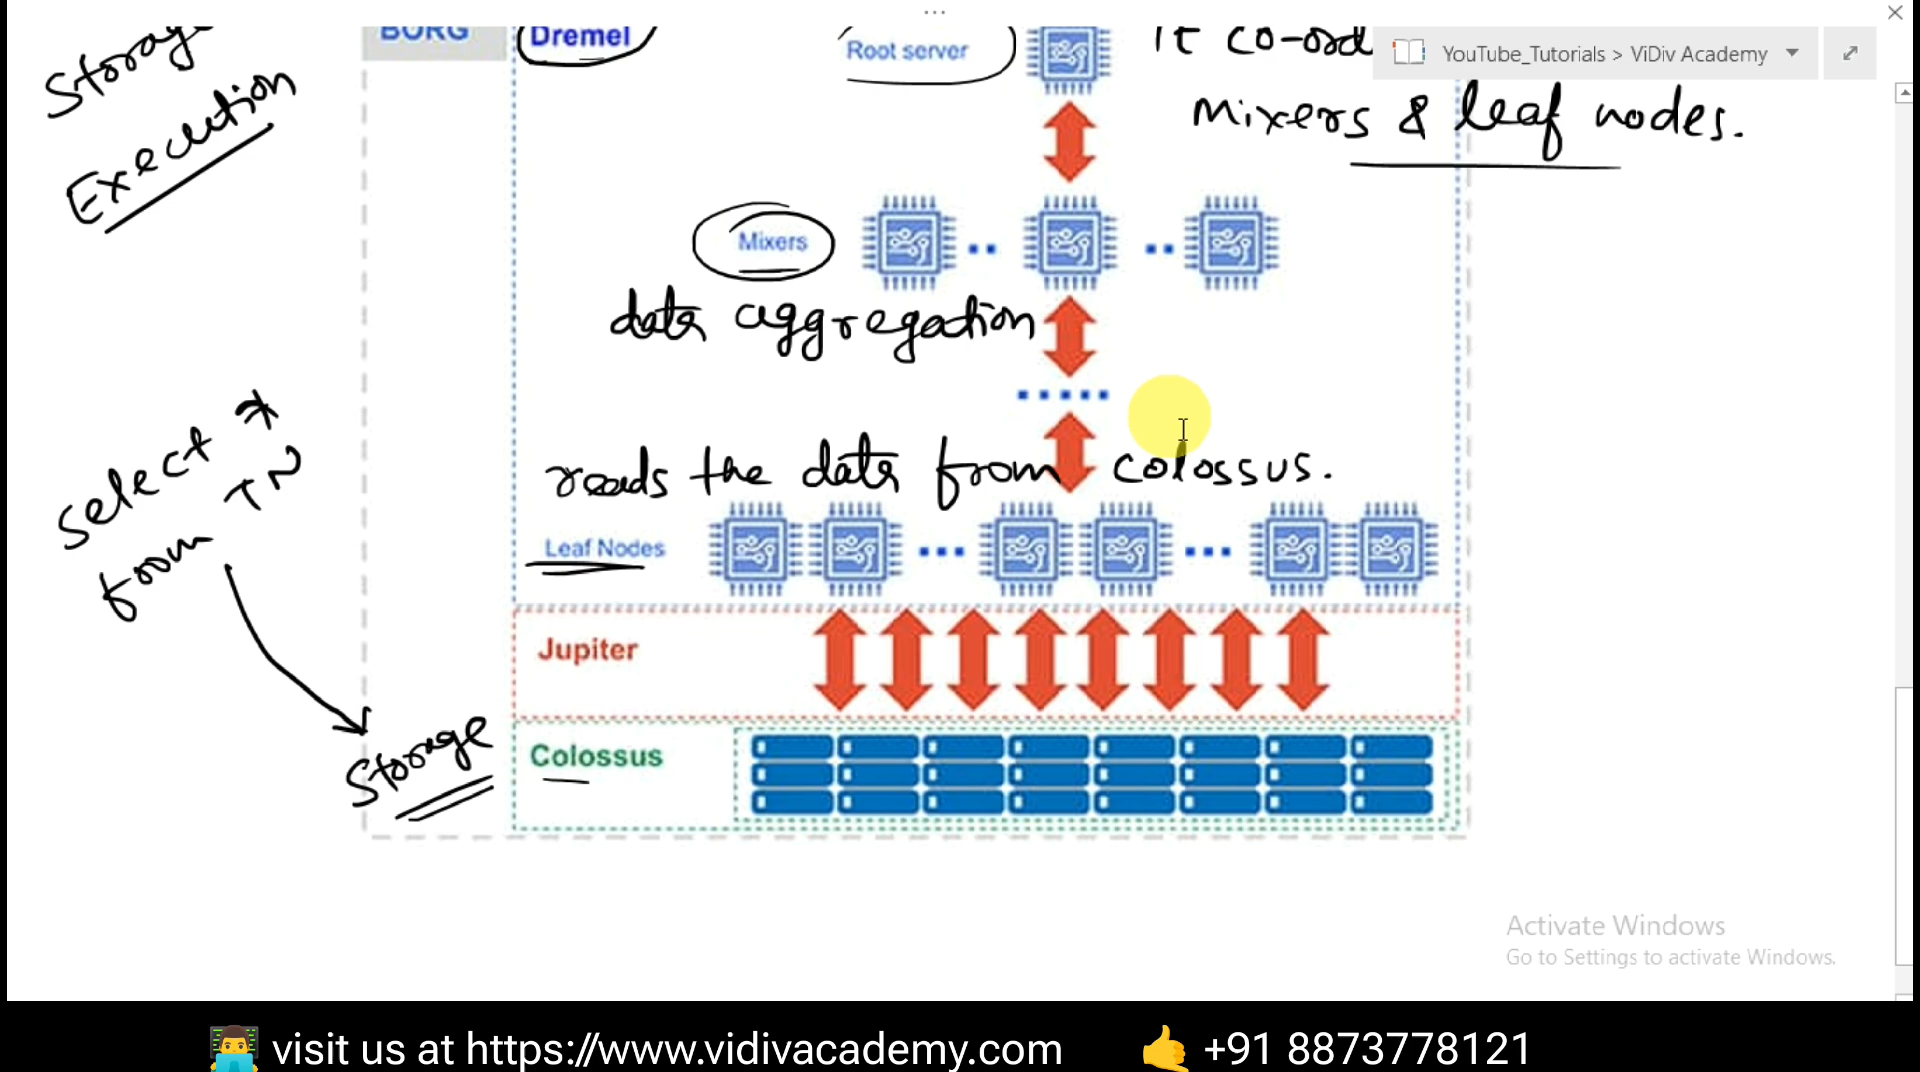 Storage
Execution
BORG
Dremel
Root server
It co-ord
YouTube_Tutorials > ViDiv Academy
Mixers & leaf nodes.
Mixers
data aggregation
select *
from
reads the data from colossus.
Leaf Nodes
Jupiter
Storage
Colossus
Activate Windows
Go to Settings to activate Windows.
visit us at https://www.vidivacademy.com
+91 8873778121